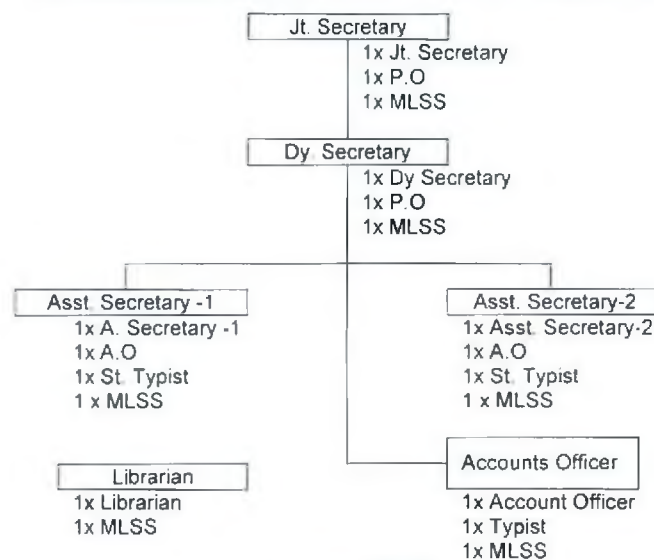 Jt. Secretary
1x Jt. Secretary
1x P.O
1x MLSS
Dy. Secretary
1x Dy Secretary
1x P.O
1x MLSS
Asst. Secretary -1
1x A. Secretary -1
1x A.O
1x St. Typist
1 x MLSS
Asst. Secretary-2
1x Asst. Secretary-2
1x A.O
1x St. Typist
1 x MLSS
Librarian
1x Librarian
1x MLSS
Accounts Officer
1x Account Officer
1x Typist
1x MLSS